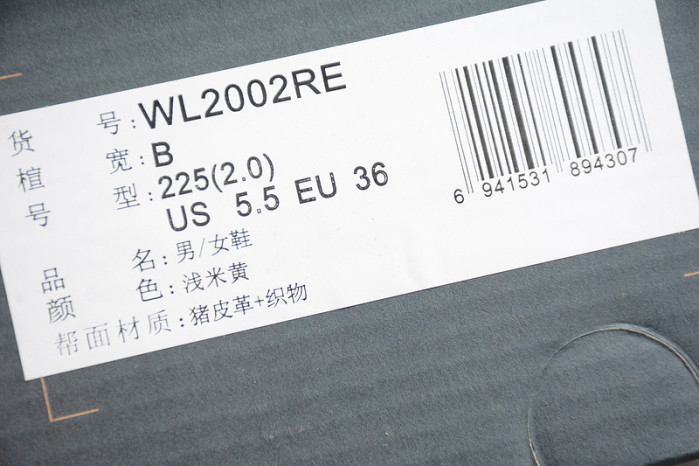 货 号:WL2002RE
楦 宽:B
号 型:225(2.0)
US 5.5 EU 36
品 名:男/女鞋
颜 色:浅米黄
帮面材质:猪皮革+织物
6 941531 894307